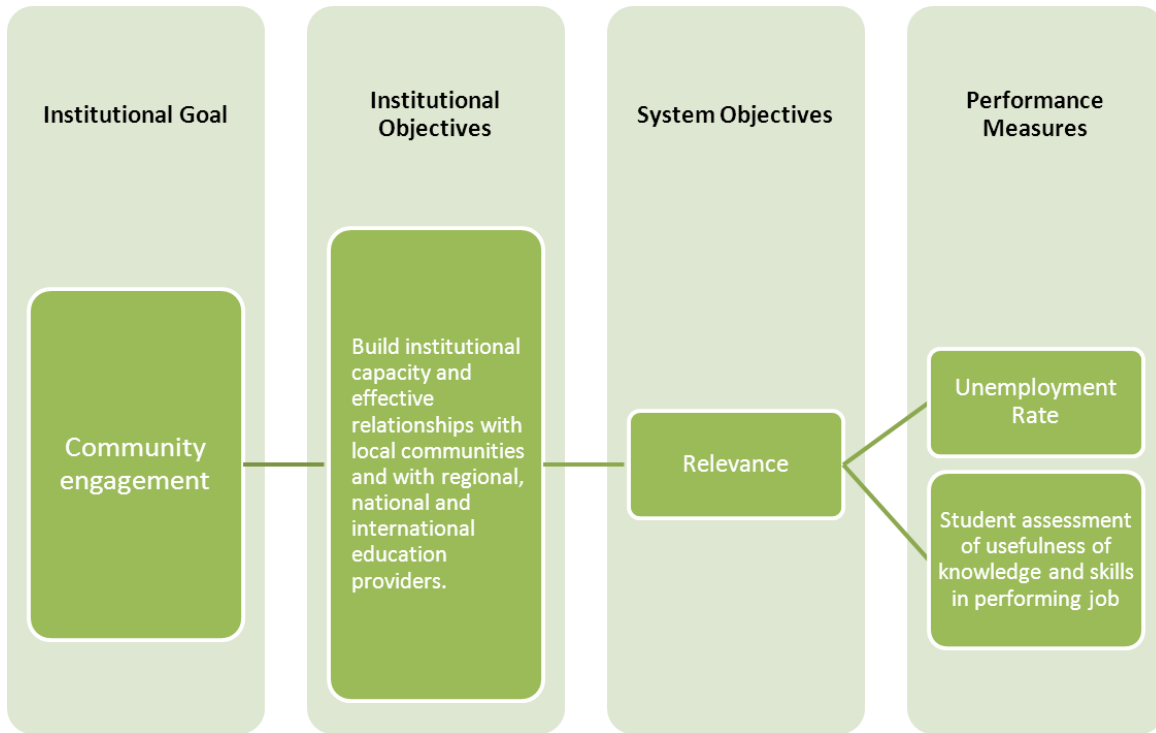 Institutional Goal
Institutional
Objectives
System Objectives
Performance
Measures
Community
engagement
Build institutional
capacity and
effective
relationships with
local communities
and with regional,
national and
international
education
providers.
Relevance
Unemployment
Rate
Student assessment
of usefulness of
knowledge and skills
in performing job